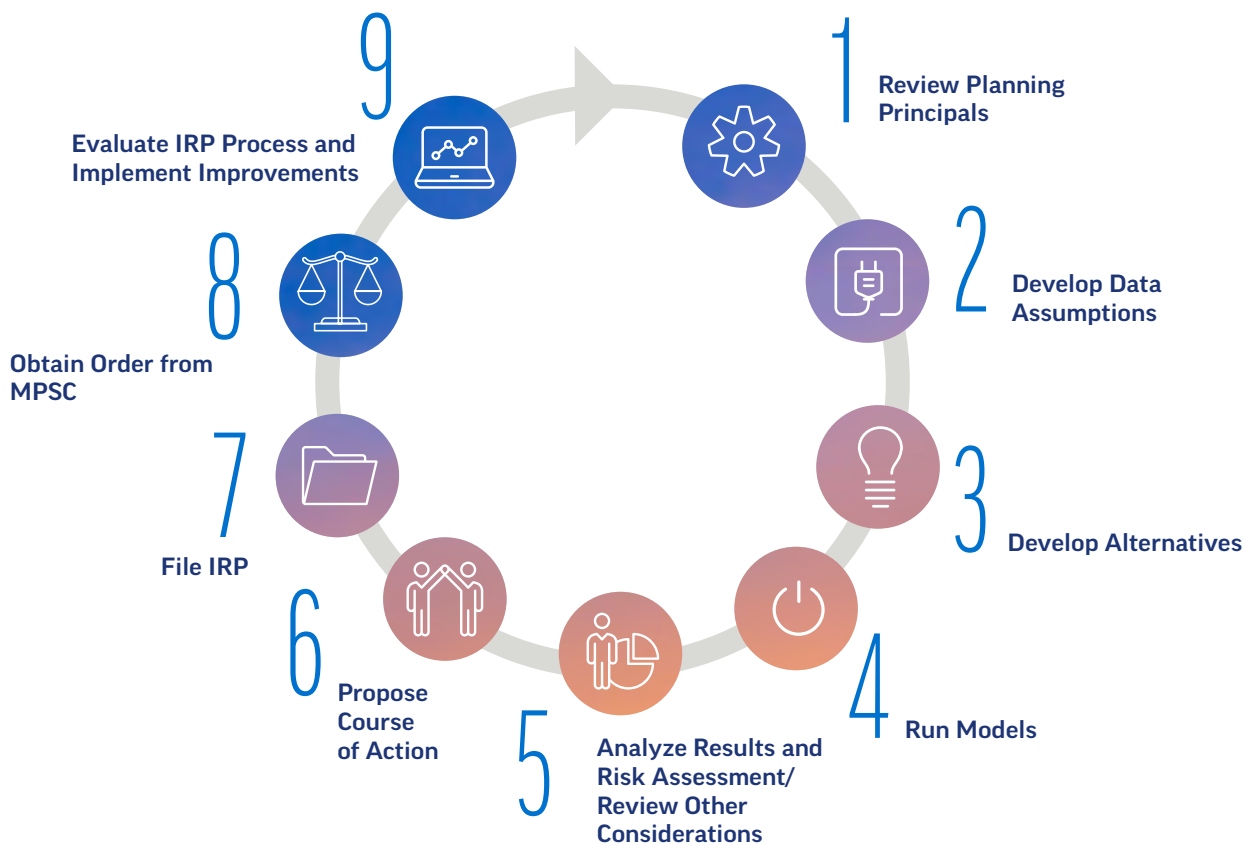 1
Review Planning
Principals
2
Develop Data
Assumptions
3
Develop Alternatives
4
Run Models
5
Analyze Results and
Risk Assessment/
Review Other
Considerations
6
Propose
Course
of Action
7
File IRP
8
Obtain Order from
MPSC
9
Evaluate IRP Process and
Implement Improvements